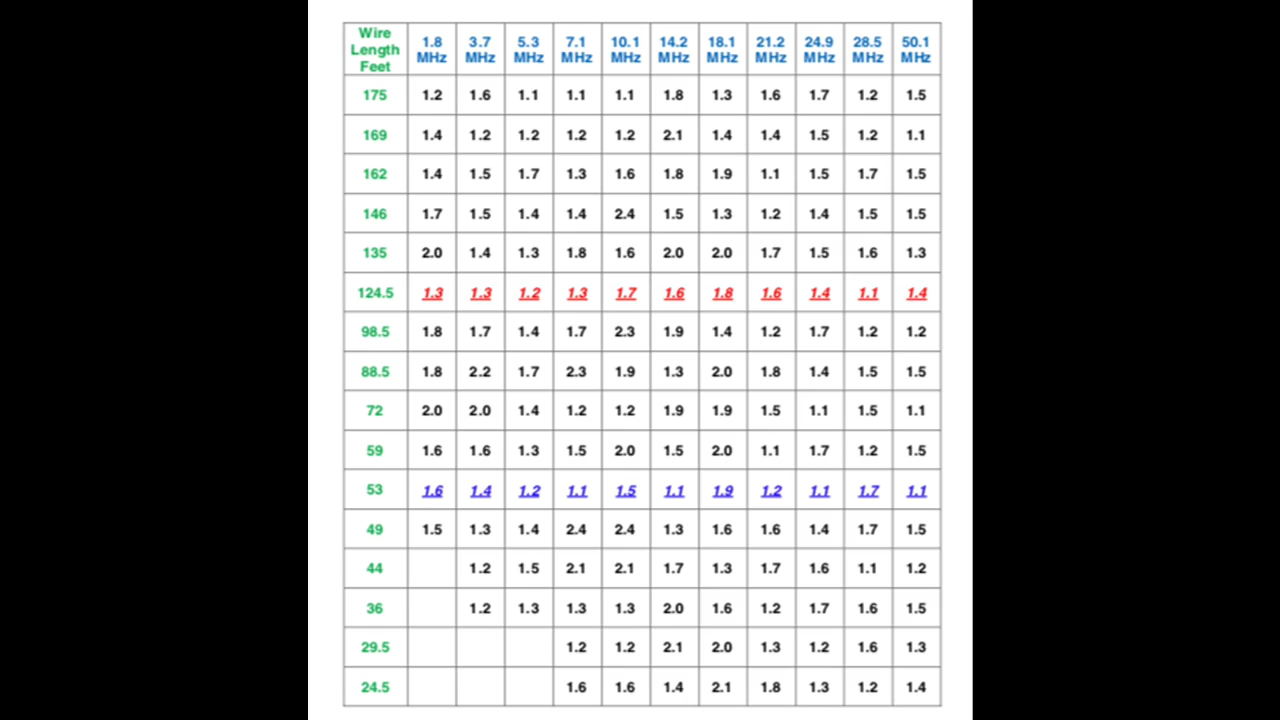 Wire Length Feet 1.8 MHz 3.7 MHz 5.3 MHz 7.1 MHz 10.1 MHz 14.2 MHz 18.1 MHz 21.2 MHz 24.9 MHz 28.5 MHz 50.1 MHz
175 1.2 1.6 1.1 1.1 1.1 1.8 1.3 1.6 1.7 1.2 1.5
169 1.4 1.2 1.2 1.2 1.2 2.1 1.4 1.4 1.5 1.2 1.1
162 1.4 1.5 1.7 1.3 1.6 1.8 1.9 1.1 1.5 1.7 1.5
146 1.7 1.5 1.4 1.4 2.4 1.5 1.3 1.2 1.4 1.5 1.5
135 2.0 1.4 1.3 1.8 1.6 2.0 2.0 1.7 1.5 1.6 1.3
124.5 1.3 1.3 1.2 1.3 1.7 1.6 1.8 1.6 1.4 1.1 1.4
98.5 1.8 1.7 1.4 1.7 2.3 1.9 1.4 1.2 1.7 1.2 1.2
88.5 1.8 2.2 1.7 2.3 1.9 1.3 2.0 1.8 1.4 1.5 1.5
72 2.0 2.0 1.4 1.2 1.2 1.9 1.9 1.5 1.1 1.5 1.1
59 1.6 1.6 1.3 1.5 2.0 1.5 2.0 1.1 1.7 1.2 1.5
53 1.6 1.4 1.2 1.1 1.5 1.1 1.9 1.2 1.1 1.7 1.1
49 1.5 1.3 1.4 2.4 2.4 1.3 1.6 1.6 1.4 1.7 1.5
44 1.2 1.5 2.1 2.1 1.7 1.3 1.7 1.6 1.1 1.2
36 1.2 1.3 1.3 1.3 2.0 1.6 1.2 1.7 1.6 1.5
29.5 1.2 1.2 2.1 2.0 1.3 1.2 1.6 1.3
24.5 1.6 1.6 1.4 2.1 1.8 1.3 1.2 1.4